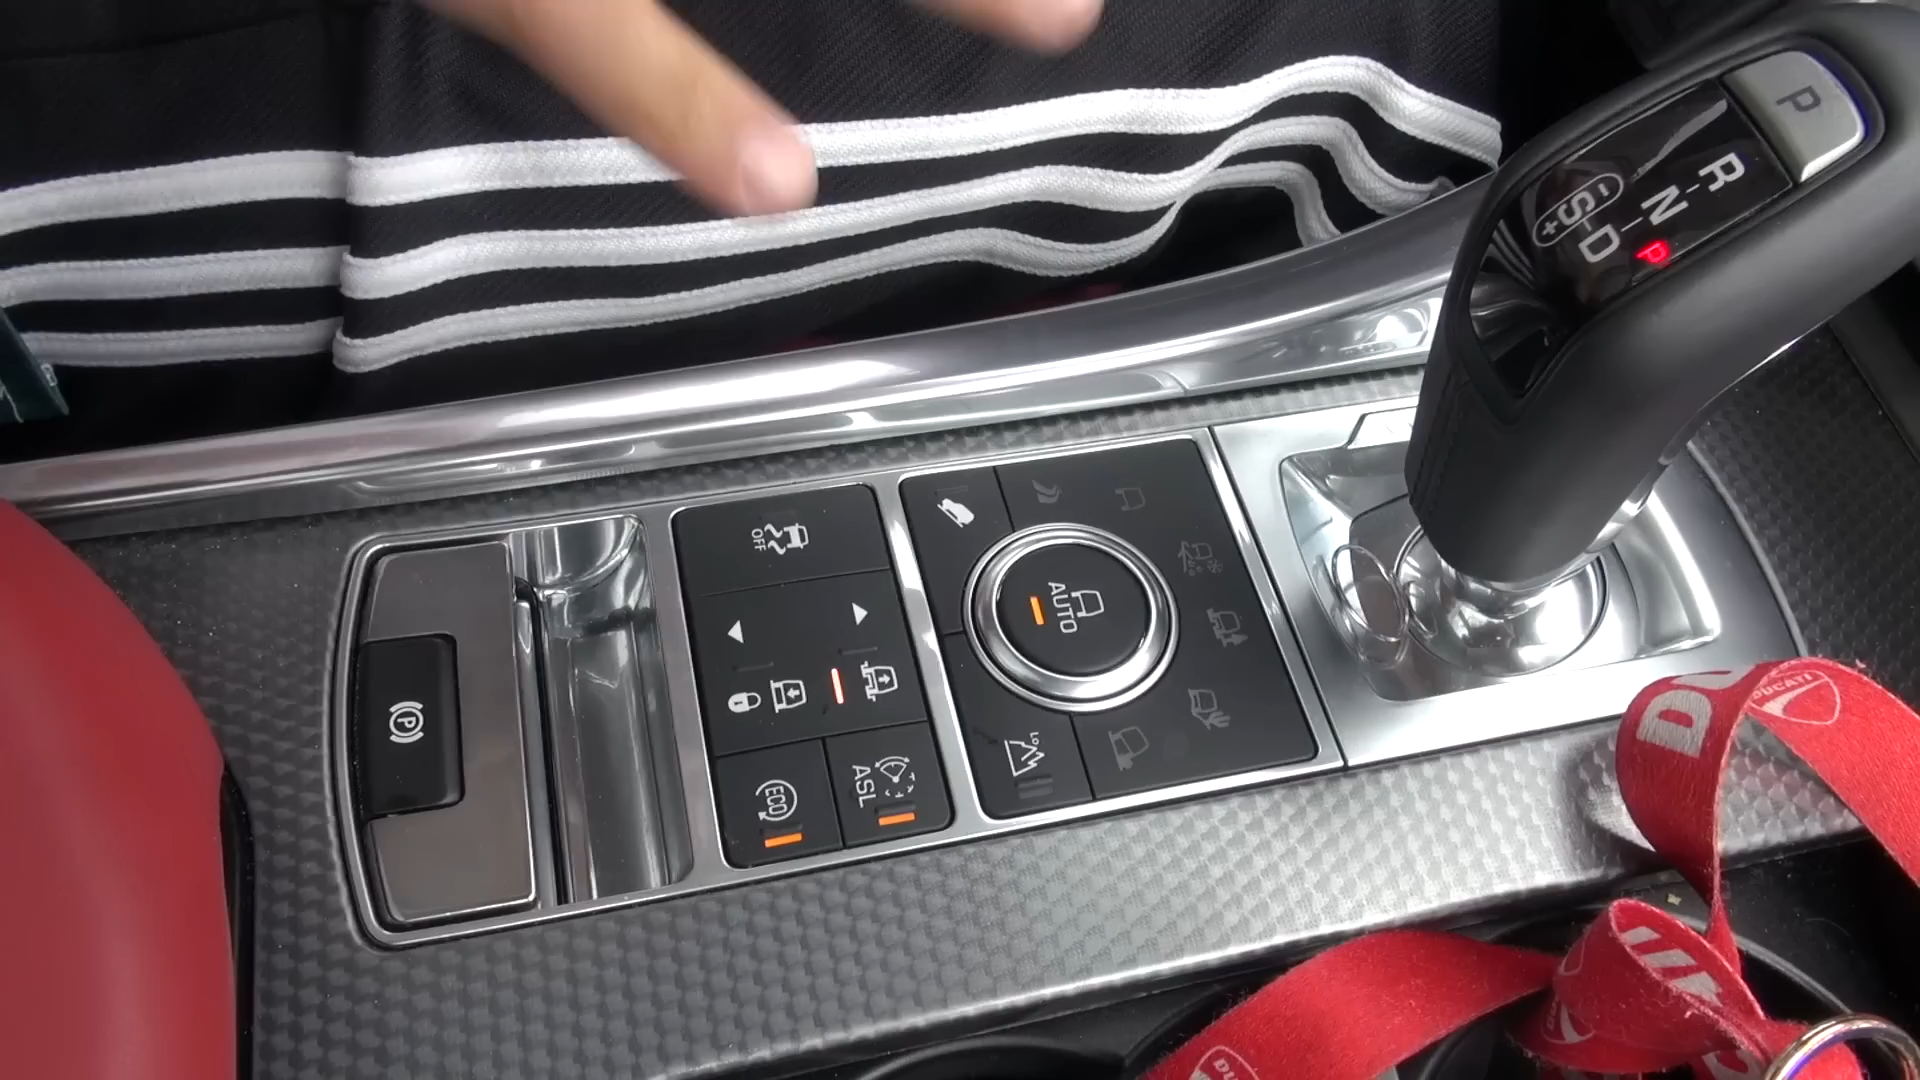 P
R
N
D
P
-S+
OFF
AUTO
LO
ECO
ASL
(P)
DUCATI